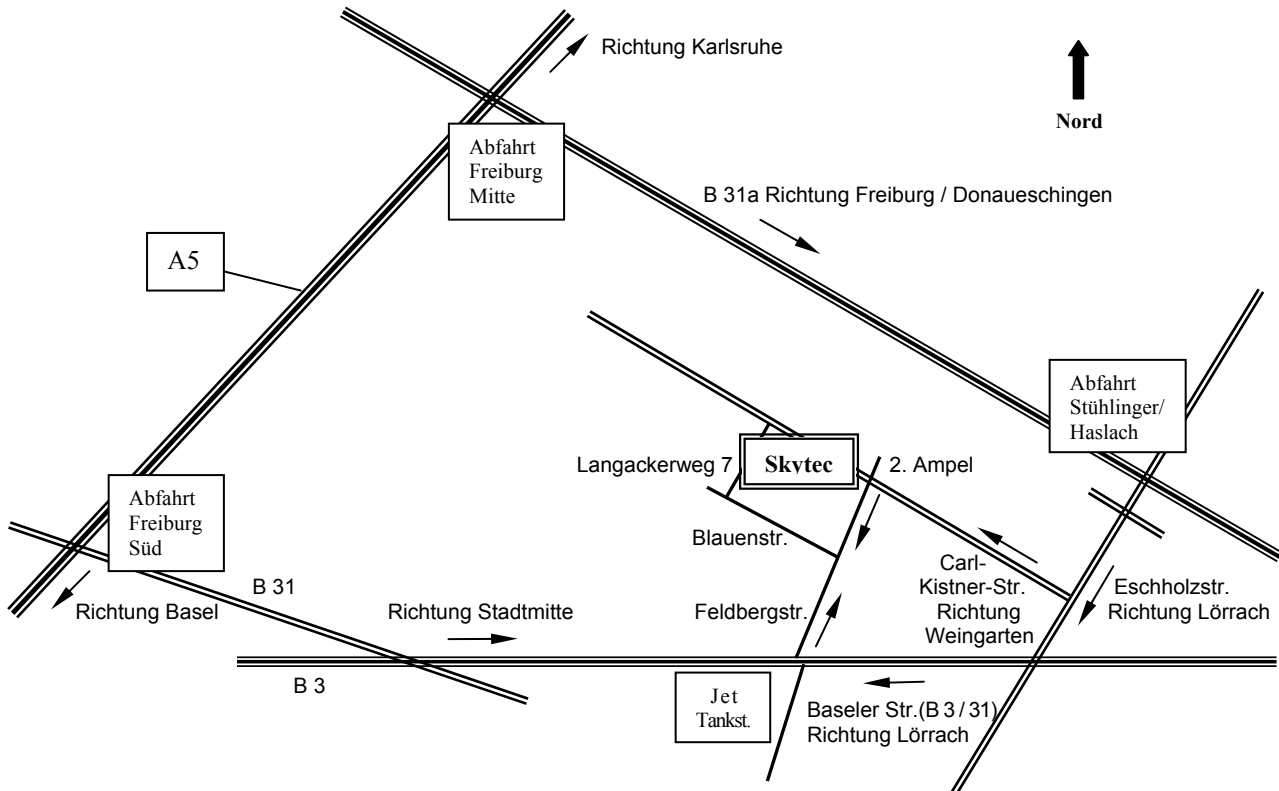 Richtung Karlsruhe
Nord
Abfahrt
Freiburg
Mitte
B 31a Richtung Freiburg / Donaueschingen
A5
Abfahrt
Stühlinger/
Haslach
Langackerweg 7
Skytec
2. Ampel
Abfahrt
Freiburg
Süd
Blauenstr.
B 31
Richtung Basel
Richtung Stadtmitte
Feldbergstr.
Carl-
Kistner-Str.
Richtung
Weingarten
Eschholzstr.
Richtung Lörrach
B 3
Jet
Tankst.
Baseler Str.(B 3 / 31)
Richtung Lörrach